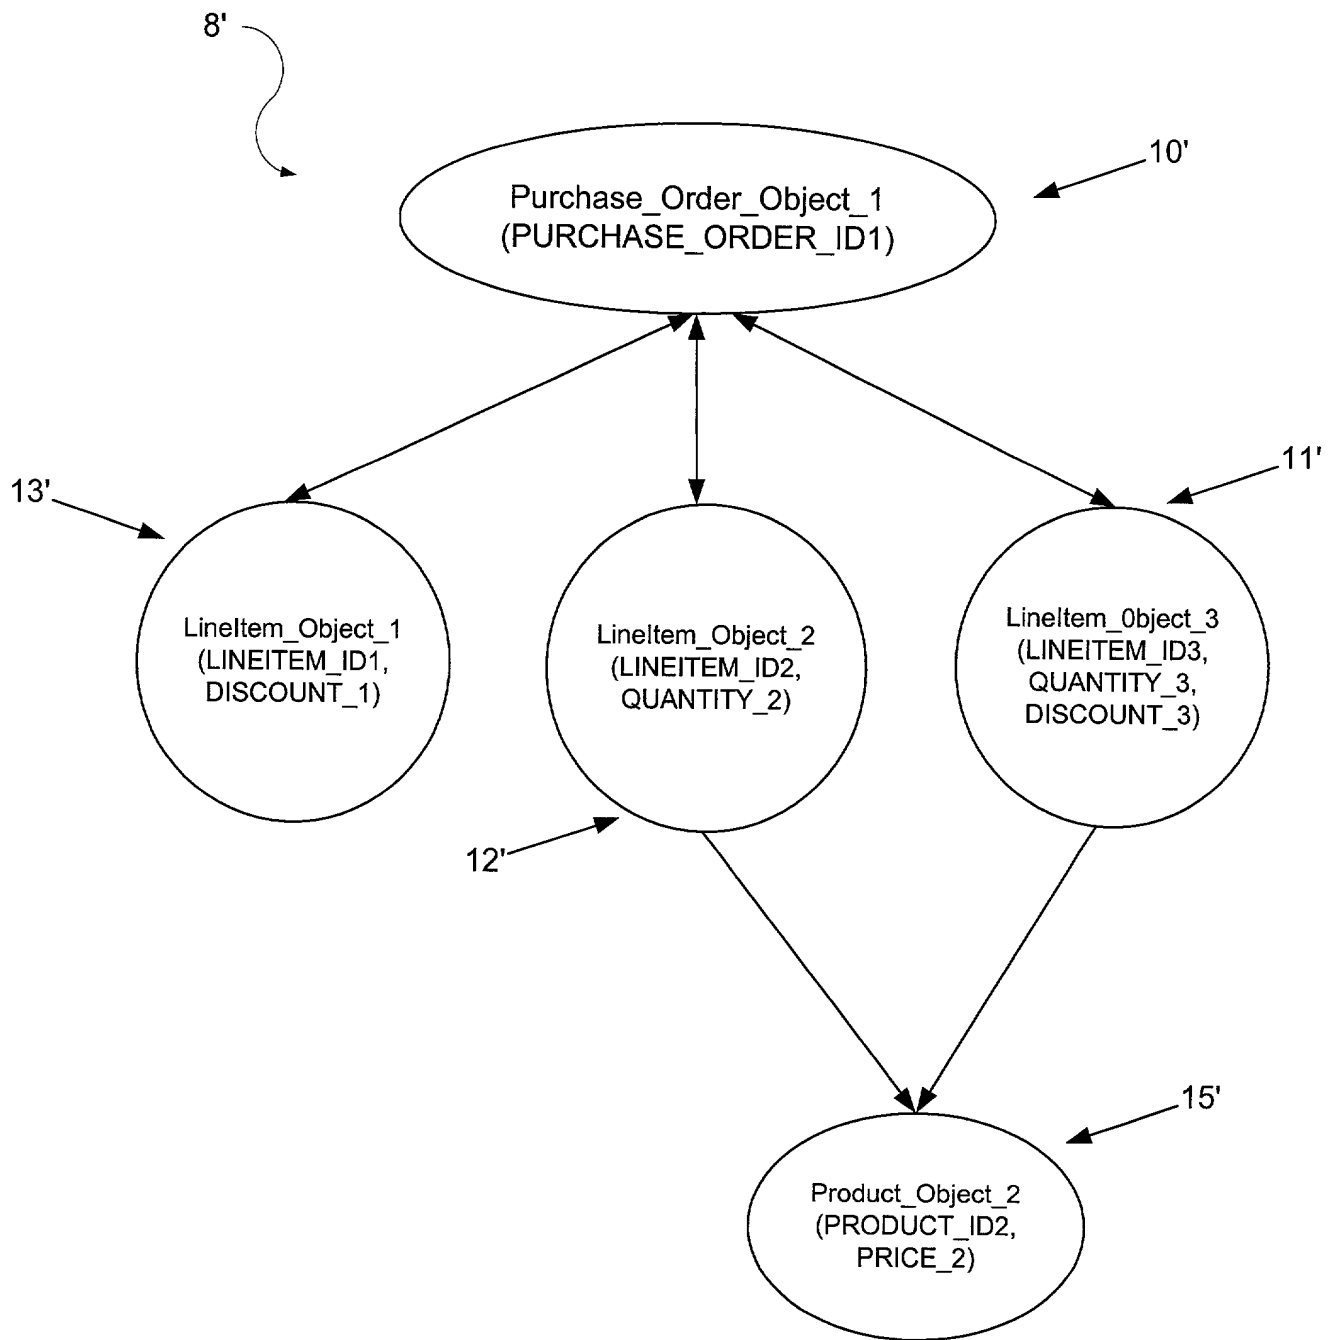 8'
10'
Purchase_Order_Object_1
(PURCHASE_ORDER_ID1)
13'
11'
LineItem_Object_1
(LINEITEM_ID1,
DISCOUNT_1)
LineItem_Object_2
(LINEITEM_ID2,
QUANTITY_2)
LineItem_0bject_3
(LINEITEM_ID3,
QUANTITY_3,
DISCOUNT_3)
12'
15'
Product_Object_2
(PRODUCT_ID2,
PRICE_2)